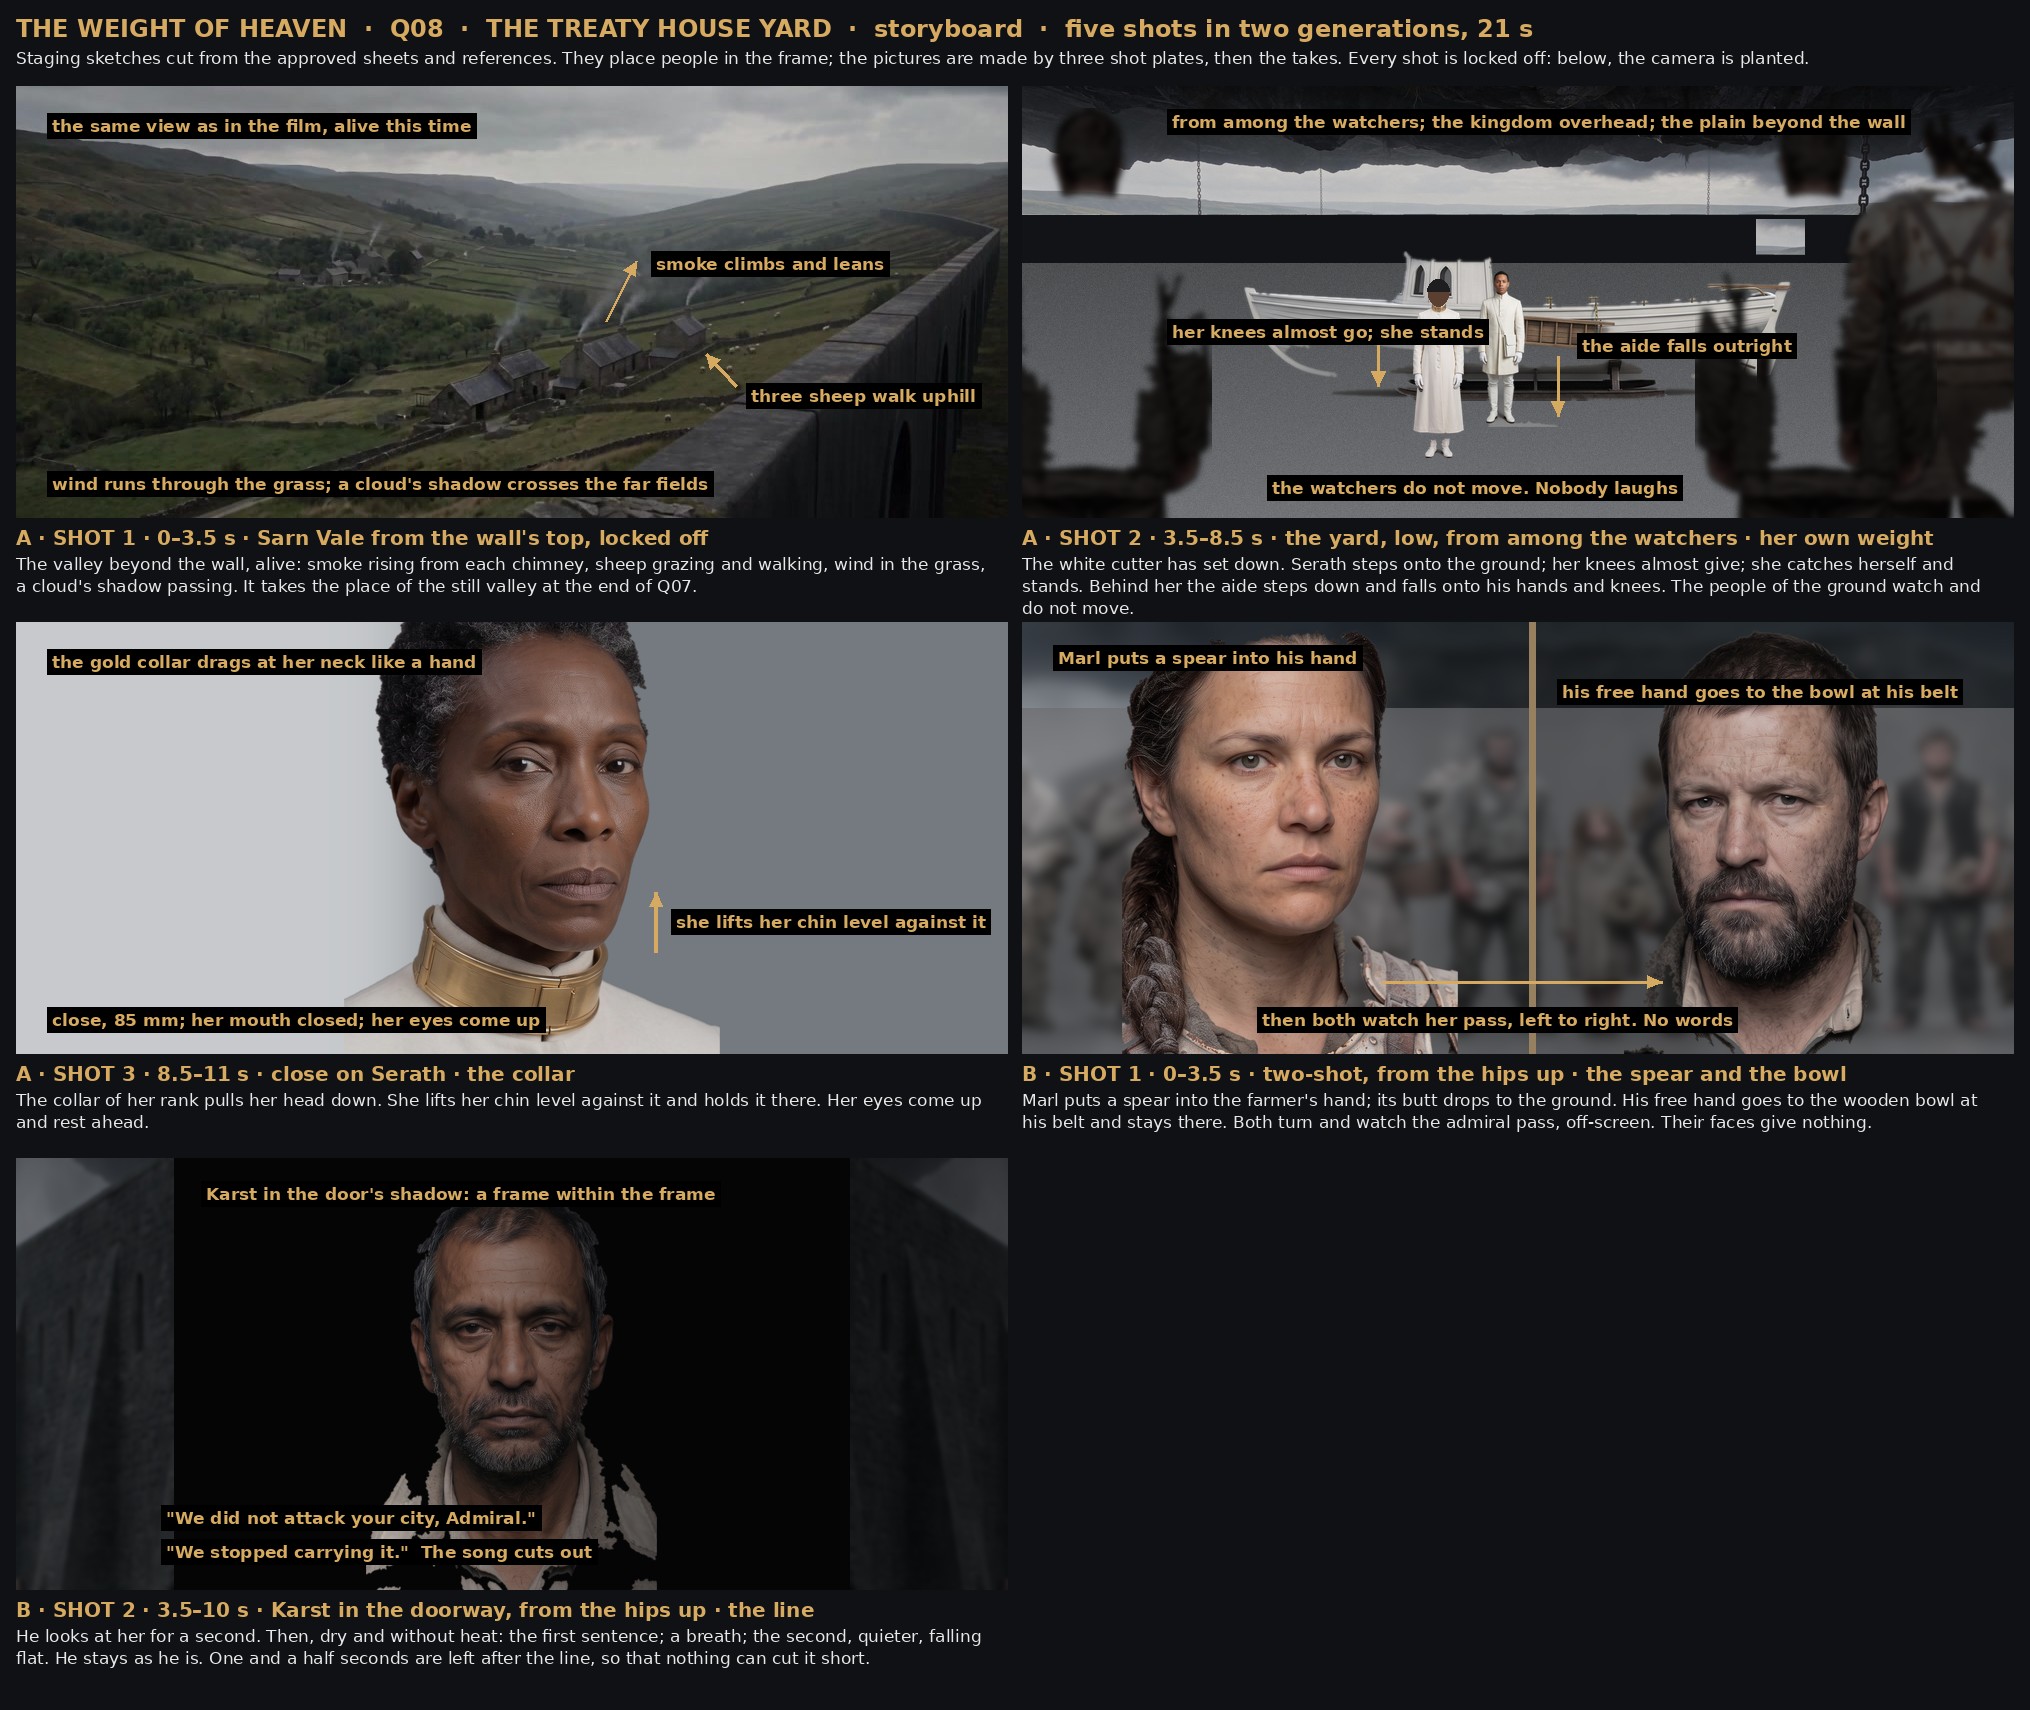 THE WEIGHT OF HEAVEN · Q08 · THE TREATY HOUSE YARD · storyboard · five shots in two generations, 21 s
Staging sketches cut from the approved sheets and references. They place people in the frame; the pictures are made by three shot plates, then the takes. Every shot is locked off: below, the camera is planted.
the same view as in the film, alive this time
smoke climbs and leans
three sheep walk uphill
wind runs through the grass; a cloud's shadow crosses the far fields
A · SHOT 1 · 0–3.5 s · Sarn Vale from the wall's top, locked off
The valley beyond the wall, alive: smoke rising from each chimney, sheep grazing and walking, wind in the grass,
a cloud's shadow passing. It takes the place of the still valley at the end of Q07.
from among the watchers; the kingdom overhead; the plain beyond the wall
her knees almost go; she stands
the aide falls outright
the watchers do not move. Nobody laughs
A · SHOT 2 · 3.5–8.5 s · the yard, low, from among the watchers · her own weight
The white cutter has set down. Serath steps onto the ground; her knees almost give; she catches herself and
stands. Behind her the aide steps down and falls onto his hands and knees. The people of the ground watch and
do not move.
the gold collar drags at her neck like a hand
she lifts her chin level against it
close, 85 mm; her mouth closed; her eyes come up
A · SHOT 3 · 8.5–11 s · close on Serath · the collar
The collar of her rank pulls her head down. She lifts her chin level against it and holds it there. Her eyes come up
and rest ahead.
Marl puts a spear into his hand
his free hand goes to the bowl at his belt
then both watch her pass, left to right. No words
B · SHOT 1 · 0–3.5 s · two-shot, from the hips up · the spear and the bowl
Marl puts a spear into the farmer's hand; its butt drops to the ground. His free hand goes to the wooden bowl at
his belt and stays there. Both turn and watch the admiral pass, off-screen. Their faces give nothing.
Karst in the door's shadow: a frame within the frame
"We did not attack your city, Admiral."
"We stopped carrying it." The song cuts out
B · SHOT 2 · 3.5–10 s · Karst in the doorway, from the hips up · the line
He looks at her for a second. Then, dry and without heat: the first sentence; a breath; the second, quieter, falling
flat. He stays as he is. One and a half seconds are left after the line, so that nothing can cut it short.